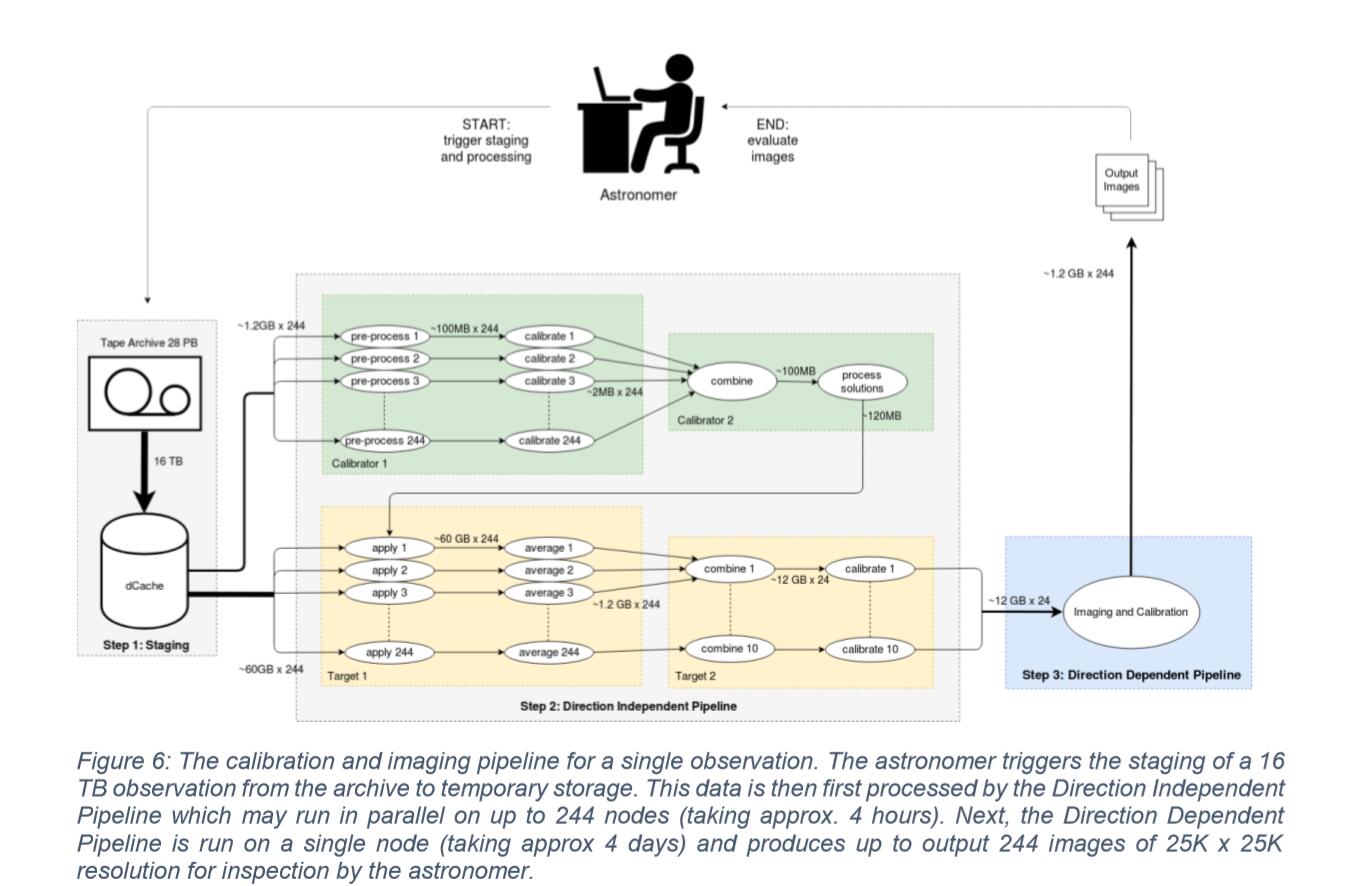 START:
trigger staging
and processing
END:
evaluate
images
Astronomer
Output
Images
~1.2 GB x 244
Tape Archive 28 PB
16 TB
dCache
Step 1: Staging
~1.2GB x 244
pre-process 1
~100MB x 244
calibrate 1
pre-process 2
calibrate 2
pre-process 3
calibrate 3
~2MB x 244
pre-process 244
calibrate 244
Calibrator 1
combine
~100MB
process
solutions
~120MB
Calibrator 2
apply 1
~60 GB x 244
average 1
apply 2
average 2
apply 3
average 3
~1.2 GB x 244
apply 244
average 244
~60GB x 244
Target 1
combine 1
~12 GB x 24
calibrate 1
combine 10
calibrate 10
Target 2
Step 2: Direction Independent Pipeline
~12 GB x 24
Imaging and Calibration
Step 3: Direction Dependent Pipeline
Figure 6: The calibration and imaging pipeline for a single observation. The astronomer triggers the staging of a 16
TB observation from the archive to temporary storage. This data is then first processed by the Direction Independent
Pipeline which may run in parallel on up to 244 nodes (taking approx. 4 hours). Next, the Direction Dependent
Pipeline is run on a single node (taking approx 4 days) and produces up to output 244 images of 25K x 25K
resolution for inspection by the astronomer.